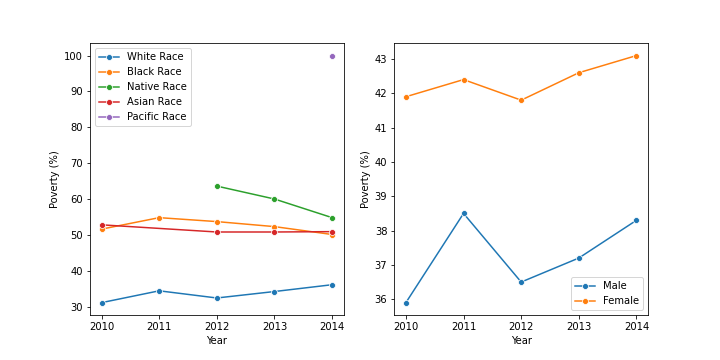 100
90
80
70
60
50
40
30
Poverty (%)
White Race
Black Race
Native Race
Asian Race
Pacific Race
2010 2011 2012 2013 2014
Year
43
42
41
40
39
38
37
36
Poverty (%)
Male
Female
2010 2011 2012 2013 2014
Year